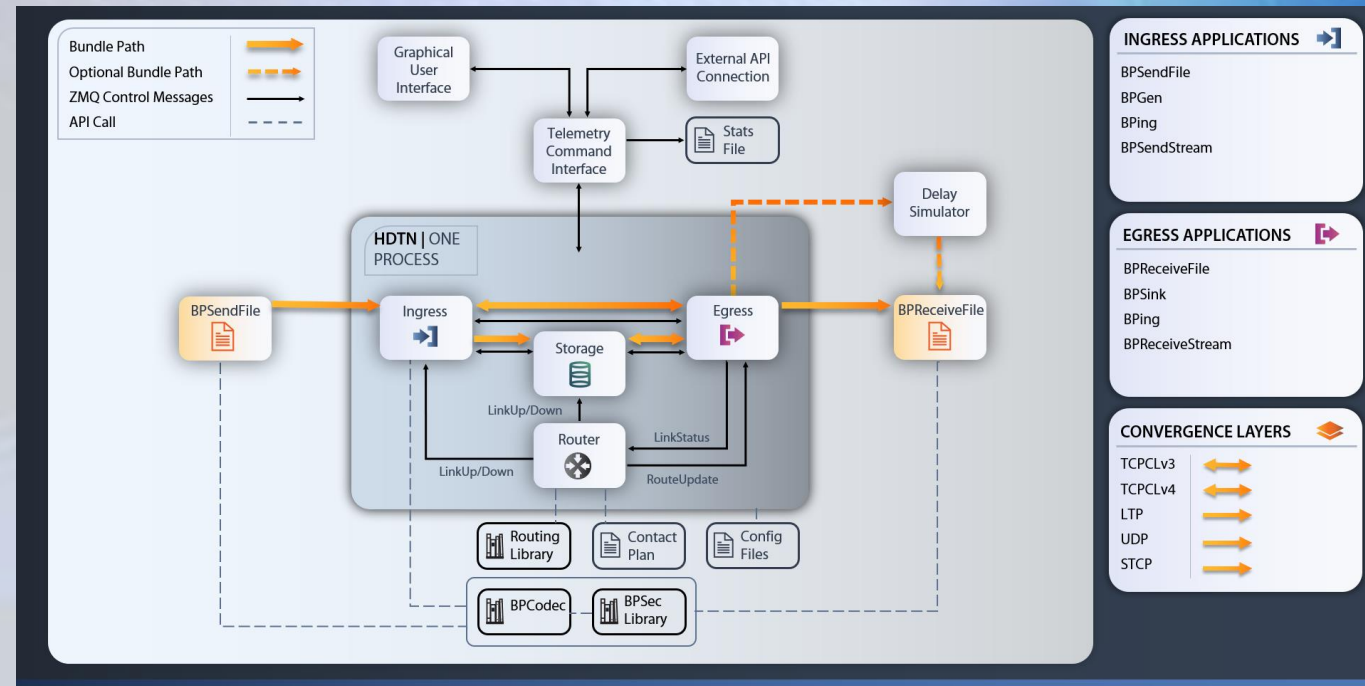 Bundle Path
Optional Bundle Path
ZMQ Control Messages
API Call
Graphical
User
Interface
External API
Connection
Telemetry
Command
Interface
Stats
File
Delay
Simulator
HDTN | ONE
PROCESS
BPSendFile
Ingress
Egress
BPReceiveFile
Storage
LinkUp/Down
Router
LinkStatus
LinkUp/Down
RouteUpdate
Routing
Library
Contact
Plan
Config
Files
BPCodec
BPSec
Library
INGRESS APPLICATIONS
BPSendFile
BPGen
BPing
BPSendStream
EGRESS APPLICATIONS
BPReceiveFile
BPSink
BPing
BPReceiveStream
CONVERGENCE LAYERS
TCPCLv3
TCPCLv4
LTP
UDP
STCP